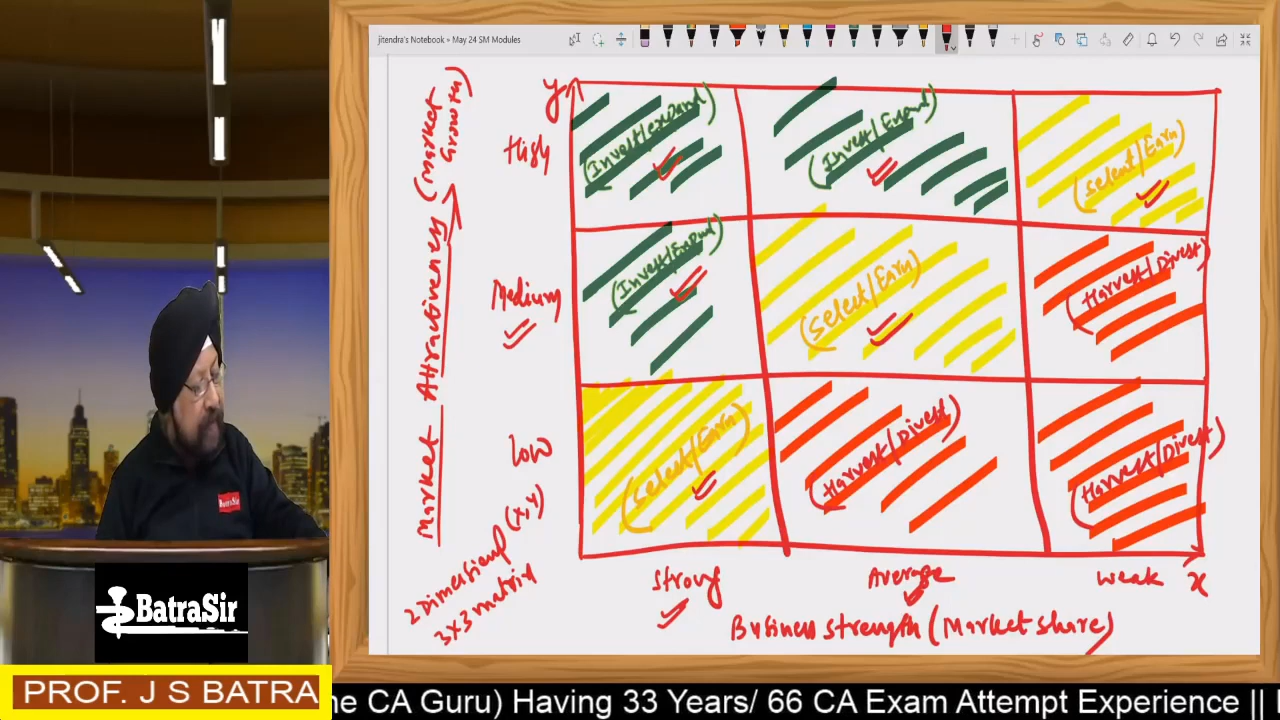 jitendra's Notebook » May 24 SM Modules
y
Market Attractiveness (Market Growth)
High
(Invest/expand)
(Invest/Expand)
(Select/Earn)
Medium
(Invest/Expand)
(Select/Earn)
(Harvest/Divest)
Low
(Select/Earn)
(Harvest/Divest)
(Harvest/Divest)
2 Dimensional (x,y)
3x3 matrix
Strong
Average
Weak
x
Business strength (Market share)
BatraSir
BatraSir
PROF. J S BATRA
ne CA Guru) Having 33 Years/ 66 CA Exam Attempt Experience ||